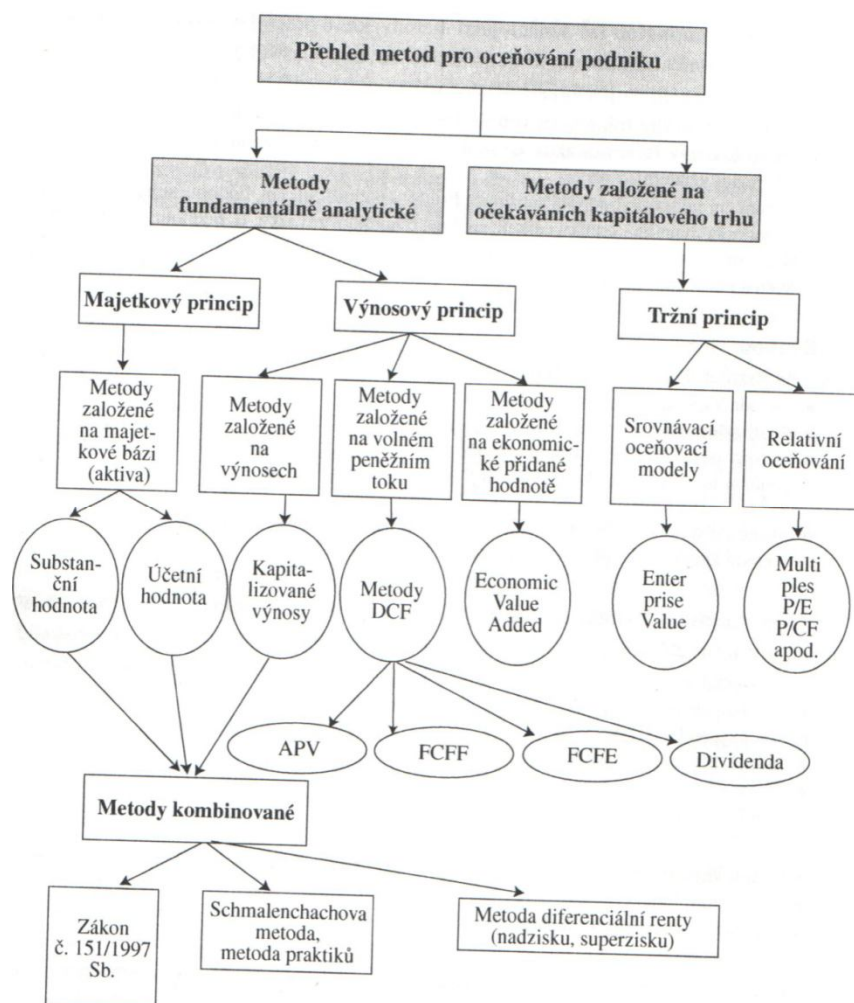 Přehled metod pro oceňování podniku
Metody
fundamentálně analytické
Metody založené na
očekáváních kapitálového trhu
Majetkový princip
Výnosový princip
Tržní princip
Metody
založené
na majet-
kové bázi
(aktiva)
Metody
založené
na
výnosech
Metody
založené
na volném
peněžním
toku
Metody
založené
na ekonomic-
ké přidané
hodnotě
Srovnávací
oceňovací
modely
Relativní
oceňování
Substan-
ční
hodnota
Účetní
hodnota
Kapita-
lizované
výnosy
Metody
DCF
Economic
Value
Added
Enter
prise
Value
Multi
ples
P/E
P/CF
apod.
APV
FCFF
FCFE
Dividenda
Metody kombinované
Zákon
č. 151/1997
Sb.
Schmalenchachova
metoda,
metoda praktiků
Metoda diferenciální renty
(nadzisku, superzisku)